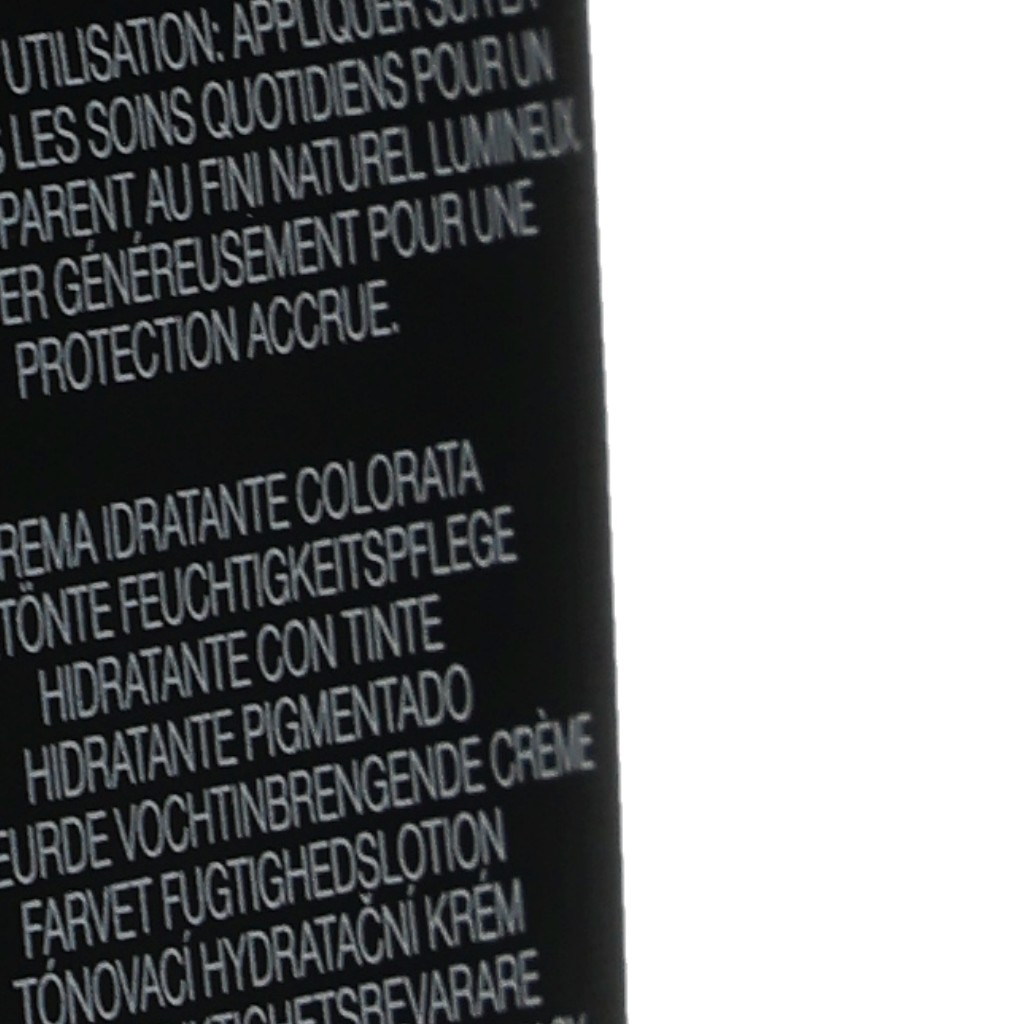 UTILISATION: APPLIQUER
LES SOINS QUOTIDIENS POUR UN
PARENT AU FINI NATUREL LUMINEUX.
ER GÉNÉREUSEMENT POUR UNE
PROTECTION ACCRUE.
REMA IDRATANTE COLORATA
TÖNTE FEUCHTIGKEITSPFLEGE
HIDRATANTE CON TINTE
HIDRATANTE PIGMENTADO
EURDE VOCHTINBRENGENDE CRÈME
FARVET FUGTIGHEDSLOTION
TÓNOVACÍ HYDRATAČNÍ KRÉM
TIGHETSBEVARARE